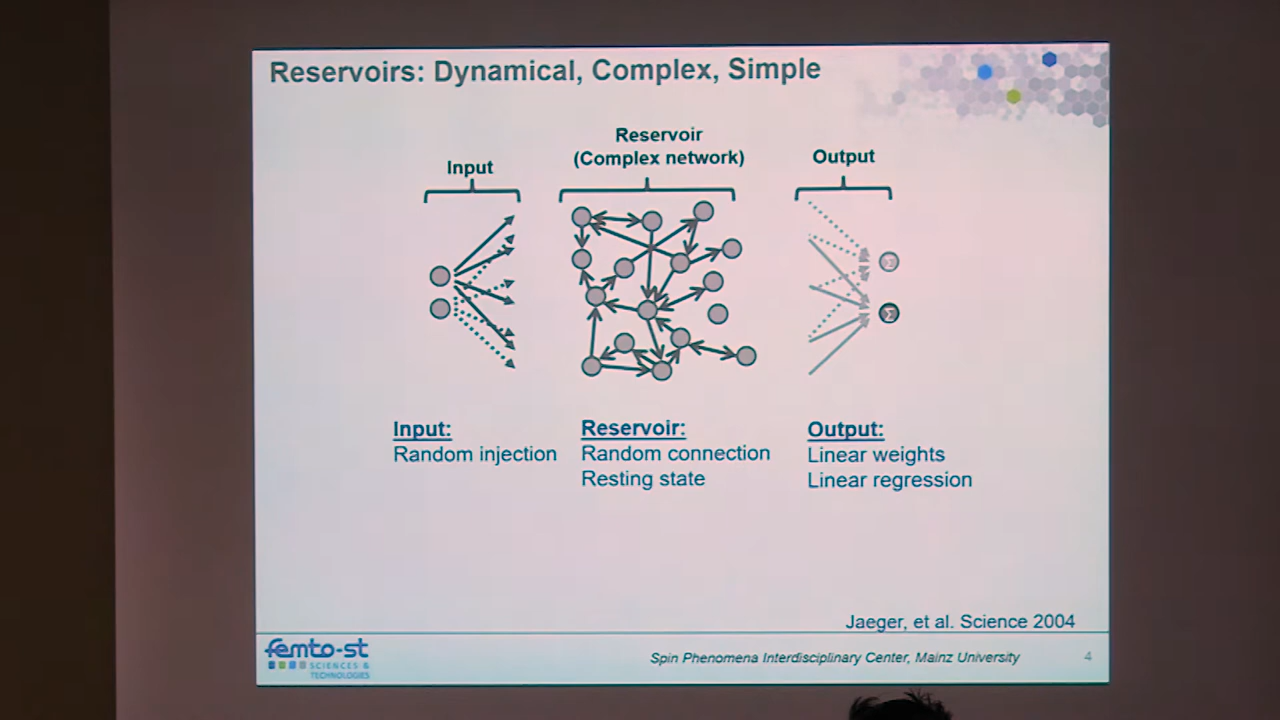 Reservoirs: Dynamical, Complex, Simple
Reservoir
(Complex network)
Input
Output
Σ
Σ
Input:
Random injection
Reservoir:
Random connection
Resting state
Output:
Linear weights
Linear regression
Jaeger, et al. Science 2004
femto-st
SCIENCES &
TECHNOLOGIES
Spin Phenomena Interdisciplinary Center, Mainz University
4